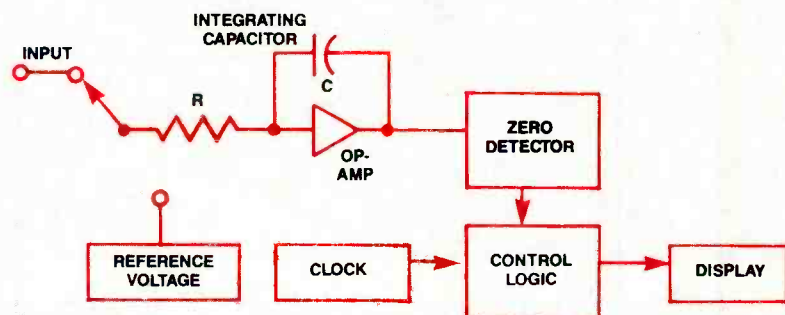 INTEGRATING
CAPACITOR
INPUT
C
R
OP-
AMP
ZERO
DETECTOR
REFERENCE
VOLTAGE
CLOCK
CONTROL
LOGIC
DISPLAY